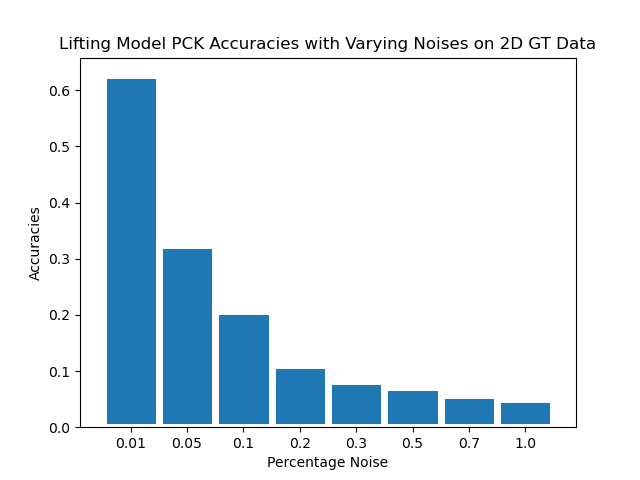 Lifting Model PCK Accuracies with Varying Noises on 2D GT Data
0.6
0.5
0.4
0.3
0.2
0.1
0.0
Accuracies
0.01 0.05 0.1 0.2 0.3 0.5 0.7 1.0
Percentage Noise